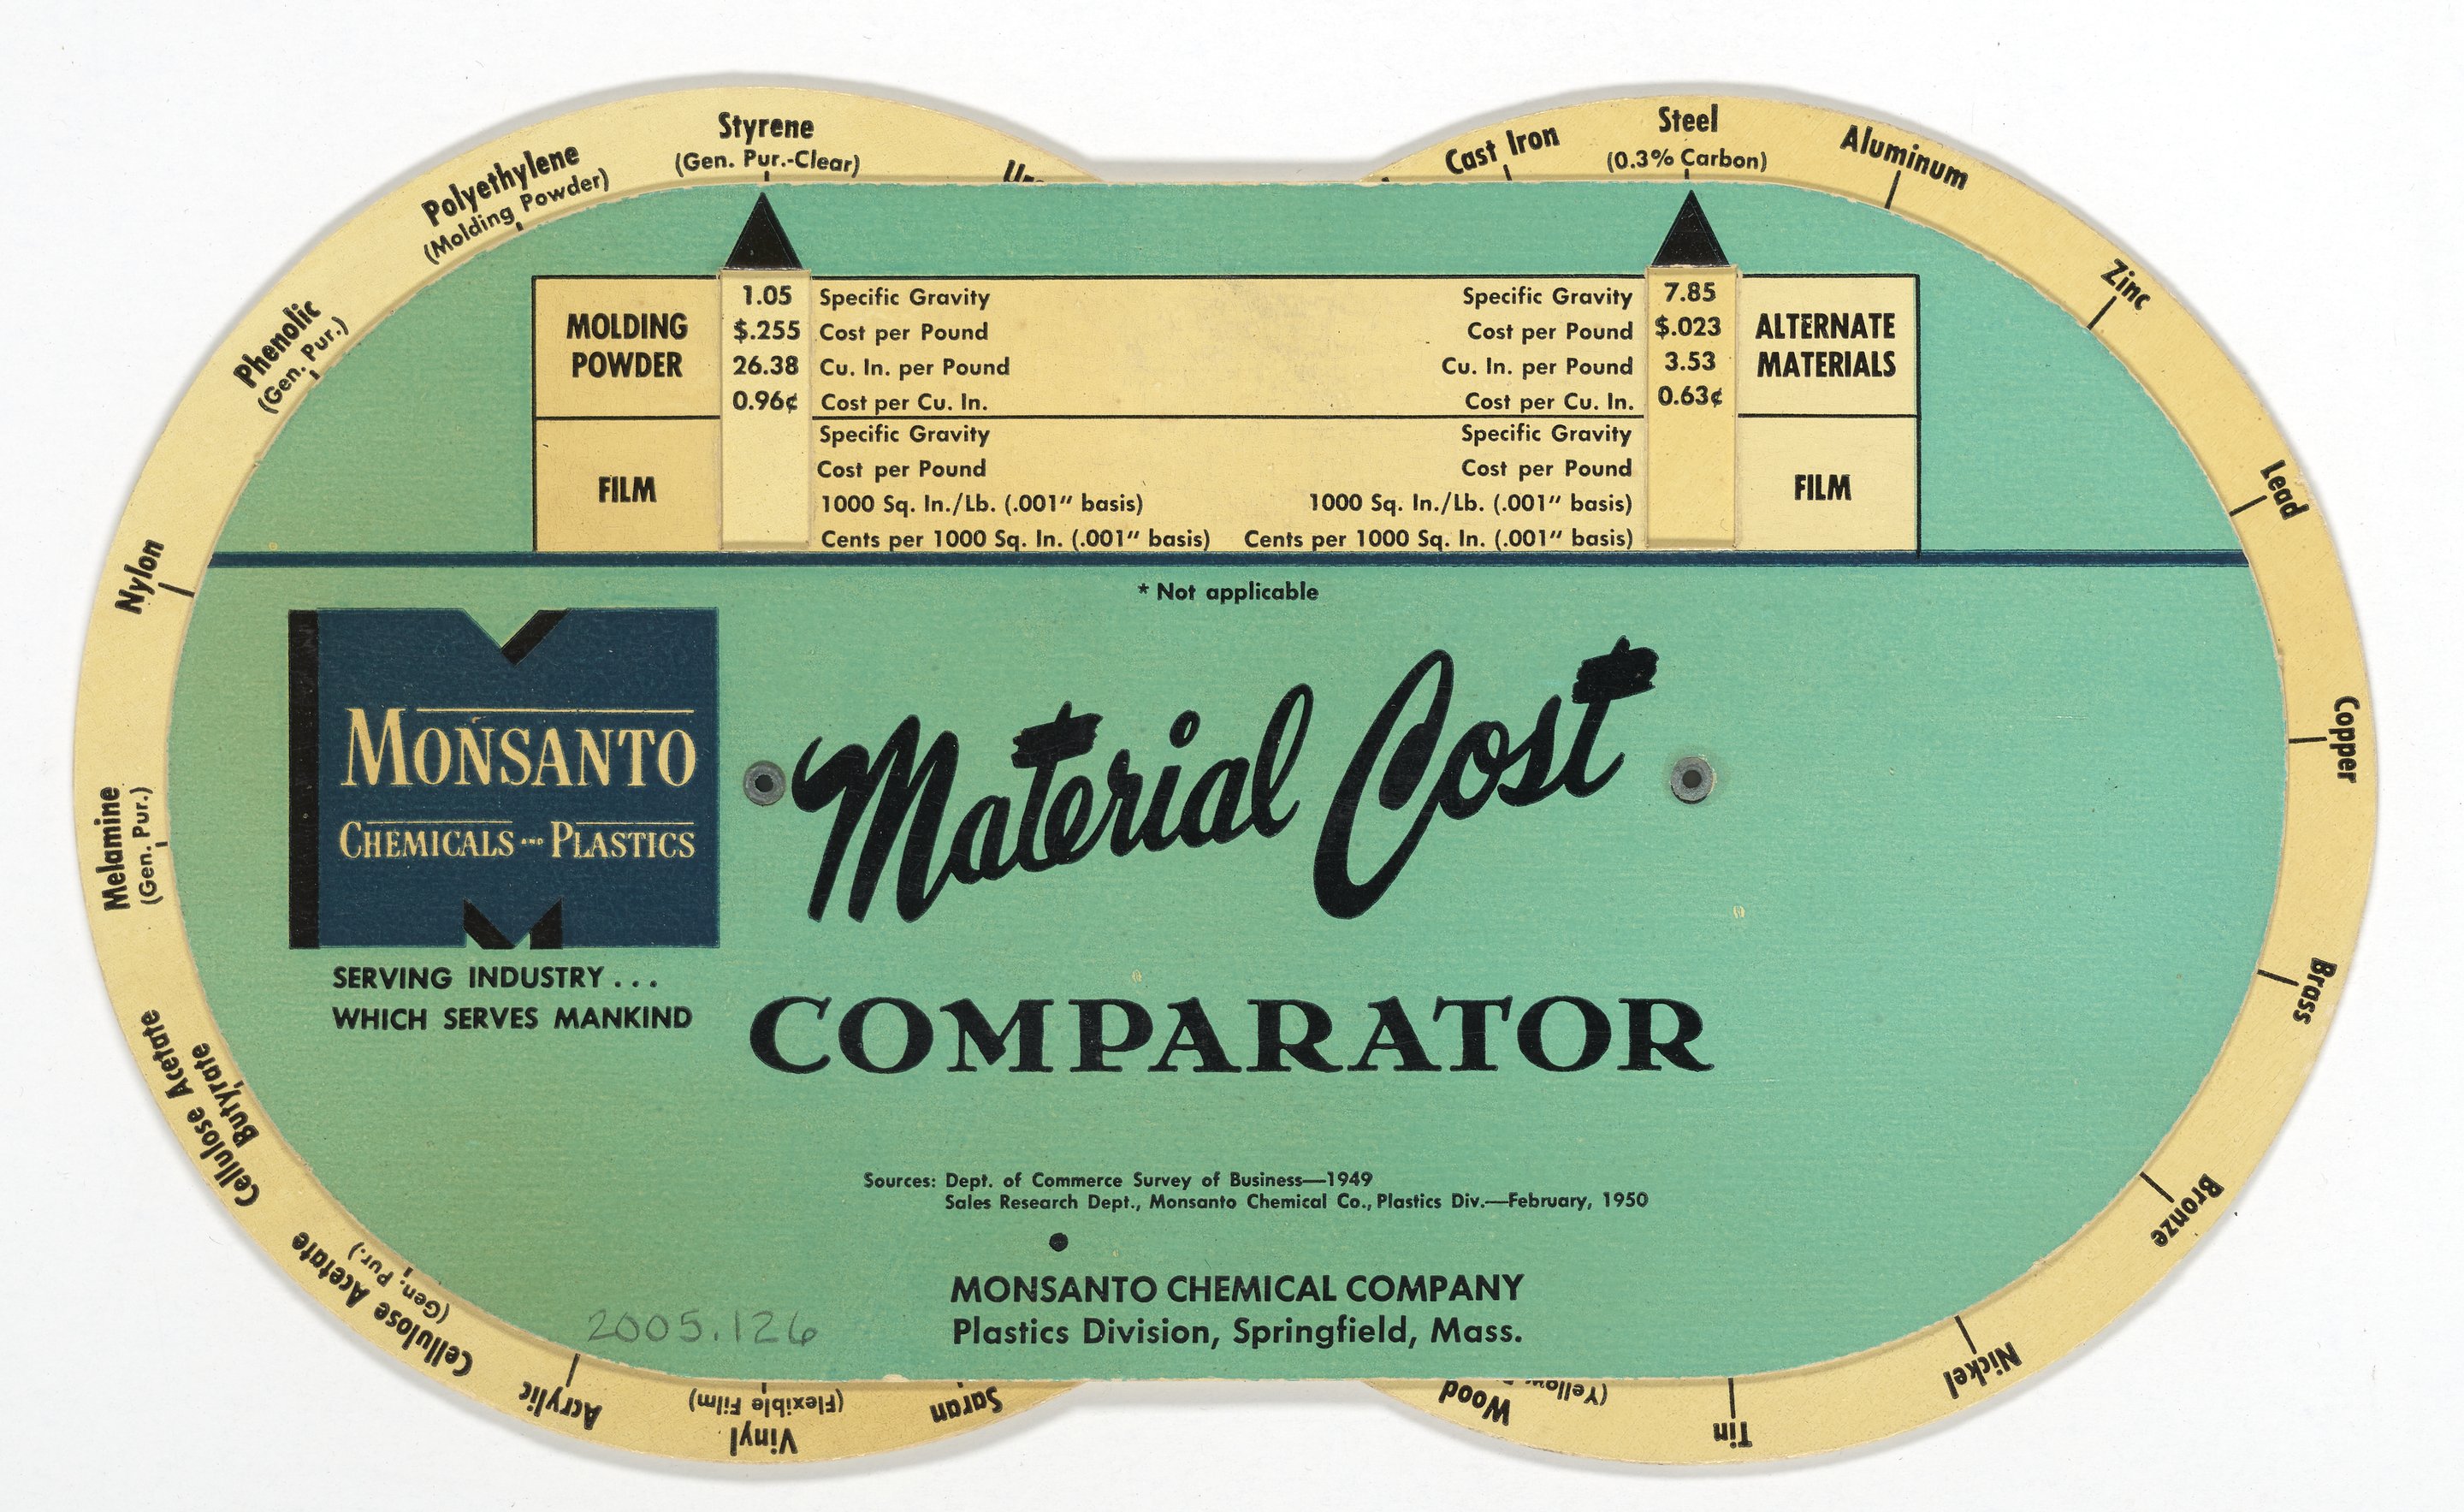 Styrene
(Gen. Pur.-Clear)
Polyethylene
(Molding Powder)
Phenolic
(Gen. Pur.)
Nylon
Melamine
(Gen. Pur.)
Cellulose Acetate
Butyrate
Cellulose Acetate
(Gen. Pur.)
Acrylic
Vinyl
(Flexible Film)
Saran
Cast Iron
Steel
(0.3% Carbon)
Aluminum
Zinc
Lead
Copper
Brass
Bronze
Nickel
Tin
Wood
MOLDING
POWDER
1.05 Specific Gravity
$.255 Cost per Pound
26.38 Cu. In. per Pound
0.96¢ Cost per Cu. In.
FILM
Specific Gravity
Cost per Pound
1000 Sq. In./Lb. (.001" basis)
Cents per 1000 Sq. In. (.001" basis)
Specific Gravity 7.85
Cost per Pound $.023
Cu. In. per Pound 3.53
Cost per Cu. In. 0.63¢
ALTERNATE
MATERIALS
Specific Gravity
Cost per Pound
1000 Sq. In./Lb. (.001" basis)
Cents per 1000 Sq. In. (.001" basis)
FILM
* Not applicable
MONSANTO
CHEMICALS AND PLASTICS
SERVING INDUSTRY...
WHICH SERVES MANKIND
Material Cost
COMPARATOR
Sources: Dept. of Commerce Survey of Business—1949
Sales Research Dept., Monsanto Chemical Co., Plastics Div.—February, 1950
MONSANTO CHEMICAL COMPANY
Plastics Division, Springfield, Mass.
2005.126